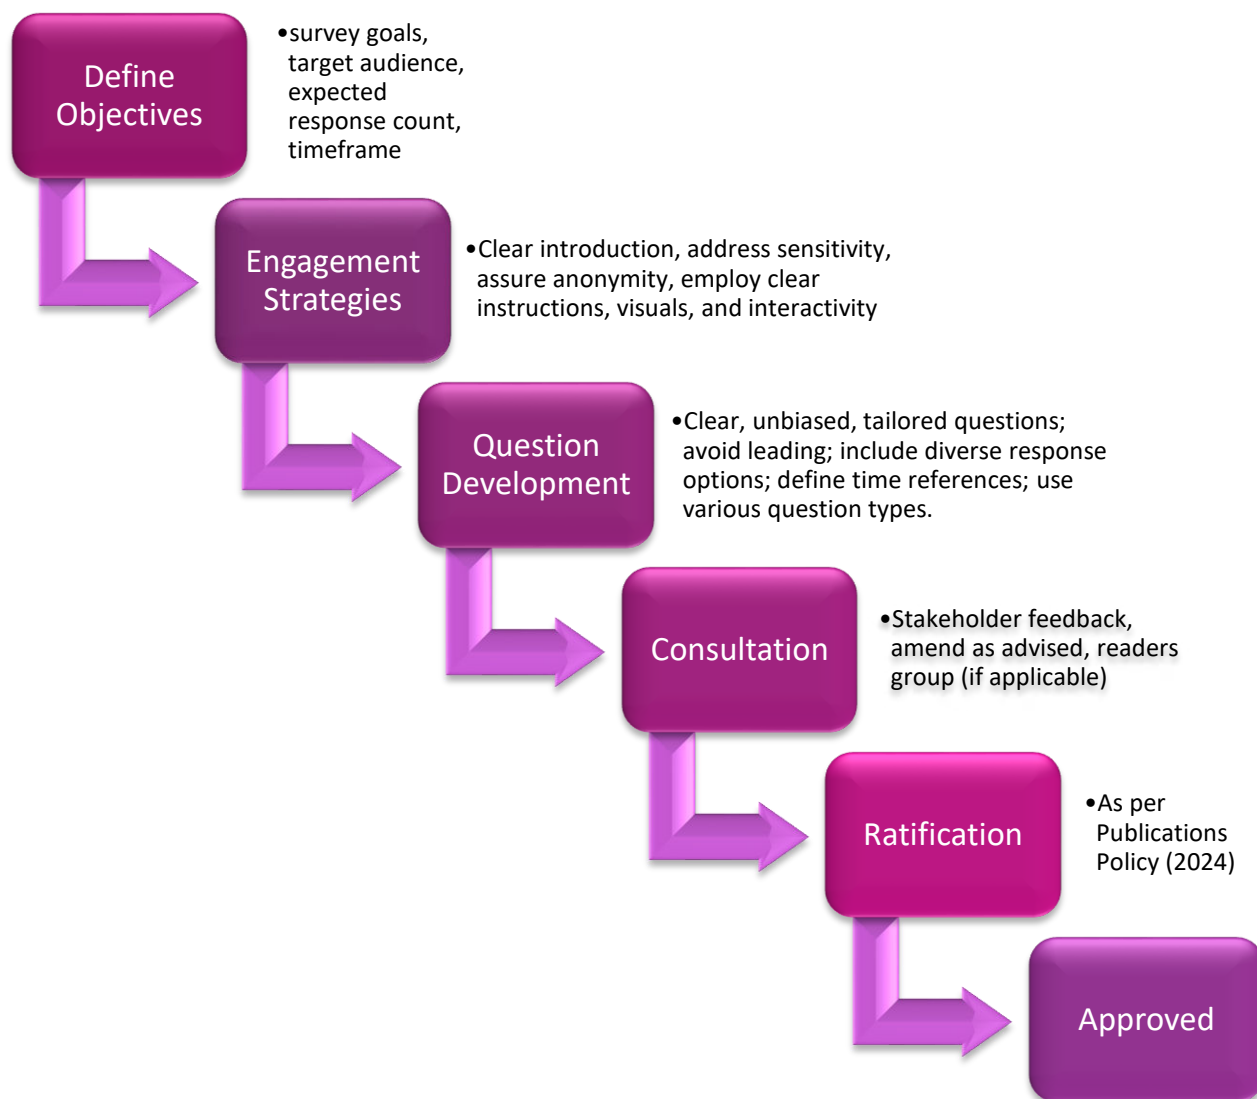 Define
Objectives
•survey goals,
target audience,
expected
response count,
timeframe
Engagement
Strategies
•Clear introduction, address sensitivity,
assure anonymity, employ clear
instructions, visuals, and interactivity
Question
Development
•Clear, unbiased, tailored questions;
avoid leading; include diverse response
options; define time references; use
various question types.
Consultation
•Stakeholder feedback,
amend as advised, readers
group (if applicable)
Ratification
•As per
Publications
Policy (2024)
Approved